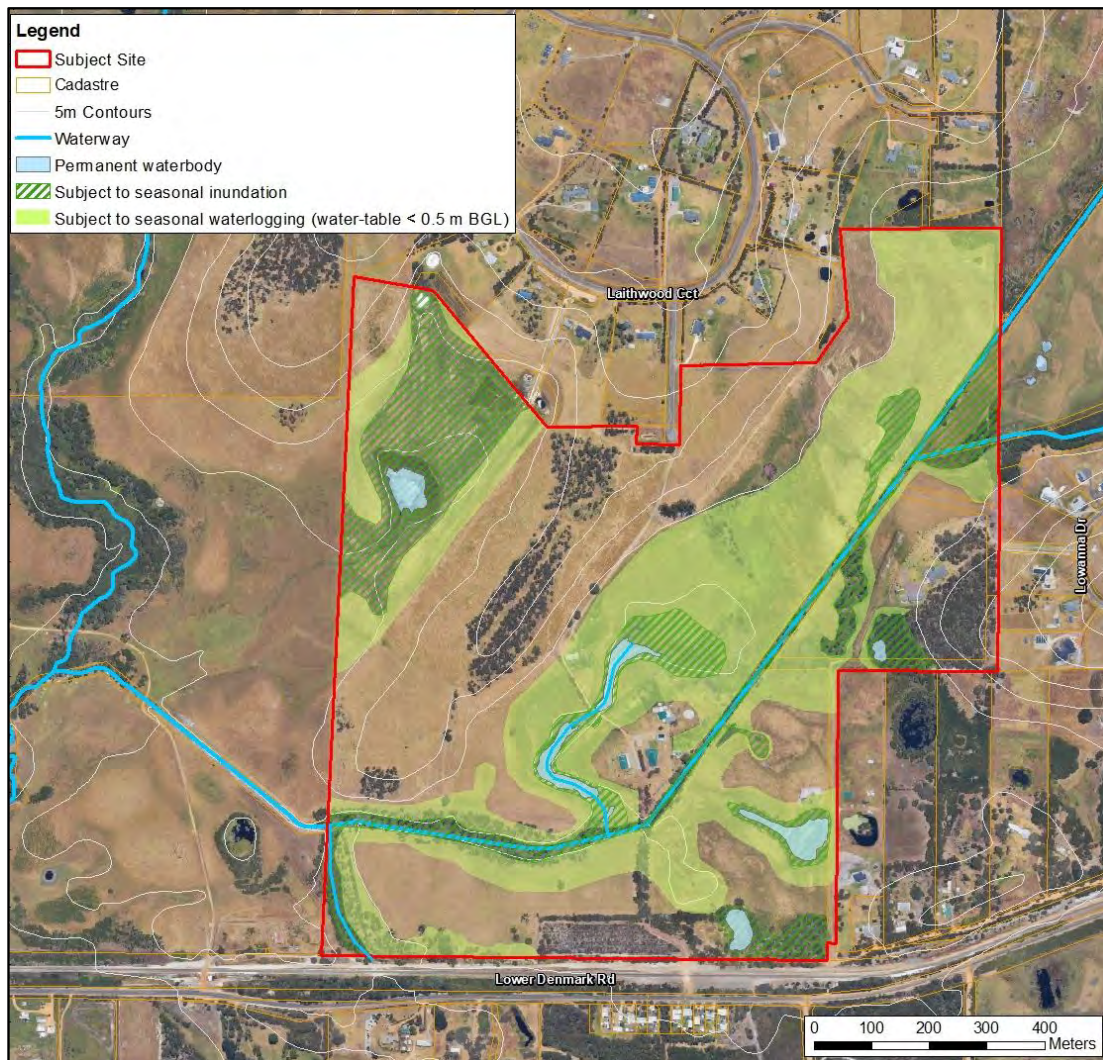 Legend
Subject Site
Cadastre
5m Contours
Waterway
Permanent waterbody
Subject to seasonal inundation
Subject to seasonal waterlogging (water-table < 0.5 m BGL)
Laithwood Cct
Lowanna Dr
Lower Denmark Rd
0 100 200 300 400
Meters